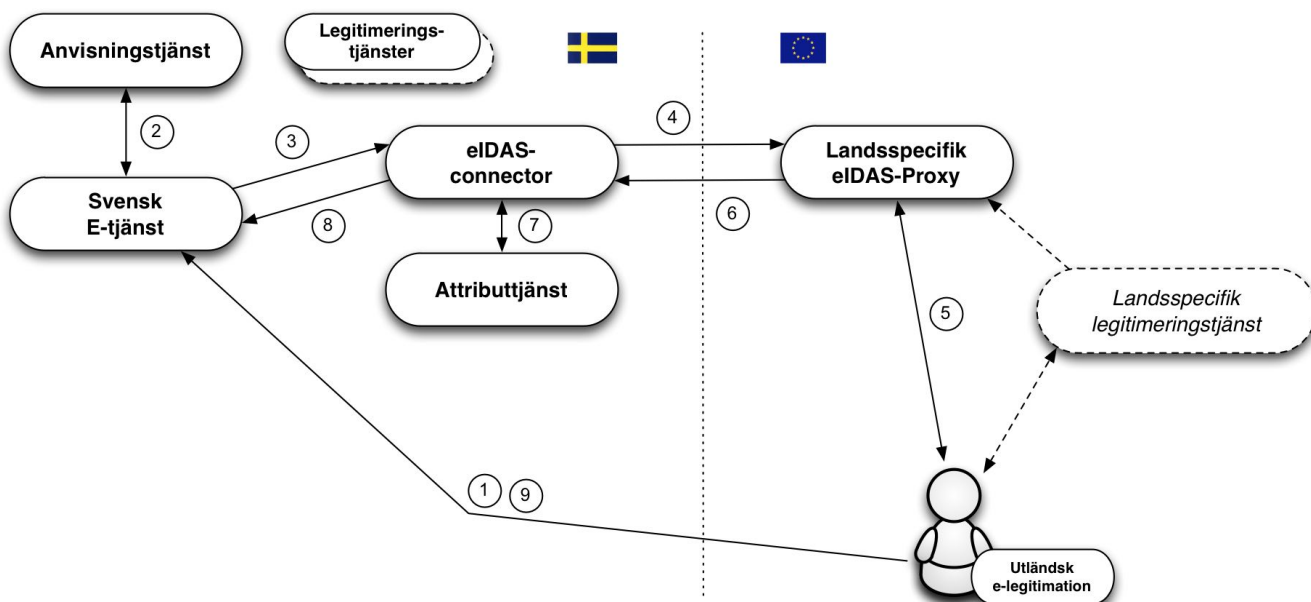 Anvisningstjänst
Legitimerings-
tjänster
2
3
4
eIDAS-
connector
Landsspecifik
eIDAS-Proxy
Svensk
E-tjänst
8
7
6
Attributtjänst
5
Landsspecifik
legitimeringstjänst
1
9
Utländsk
e-legitimation